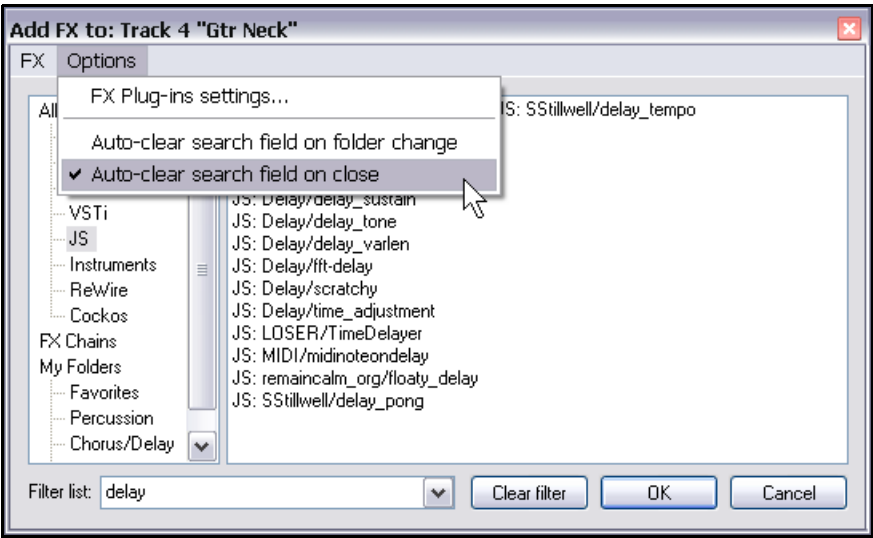 Add FX to: Track 4 "Gtr Neck"
FX Options
FX Plug-ins settings...
Auto-clear search field on folder change
Auto-clear search field on close
All
VSTi
JS
Instruments
ReWire
Cockos
FX Chains
My Folders
Favorites
Percussion
Chorus/Delay
JS: SStillwell/delay_tempo
JS: Delay/delay_sustain
JS: Delay/delay_tone
JS: Delay/delay_varlen
JS: Delay/fft-delay
JS: Delay/scratchy
JS: Delay/time_adjustment
JS: LOSER/TimeDelayer
JS: MIDI/midinoteondelay
JS: remaincalm_org/floaty_delay
JS: SStillwell/delay_pong
Filter list: delay Clear filter OK Cancel